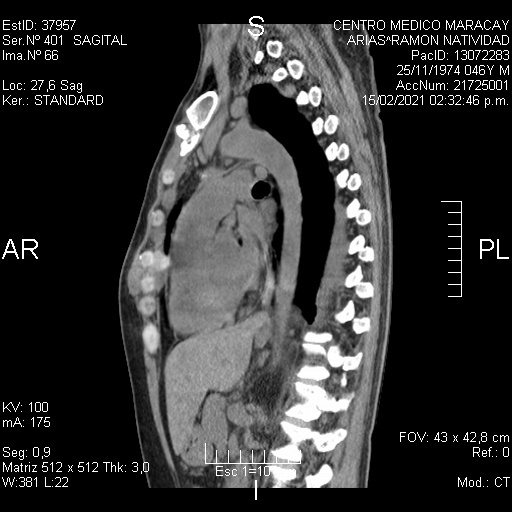 EstID: 37957
Ser.Nº 401 SAGITAL
Ima.Nº 66
Loc: 27,6 Sag
Ker.: STANDARD
S
CENTRO MEDICO MARACAY
ARIAS^RAMON NATIVIDAD
PacID: 13072283
25/11/1974 046Y M
AccNum: 21725001
15/02/2021 02:32:46 p.m.
AR
PL
KV: 100
mA: 175
Seg: 0,9
Matriz 512 x 512 Thk: 3,0
W:381 L:22
I
FOV: 43 x 42,8 cm
Ref.: 0
Mod.: CT